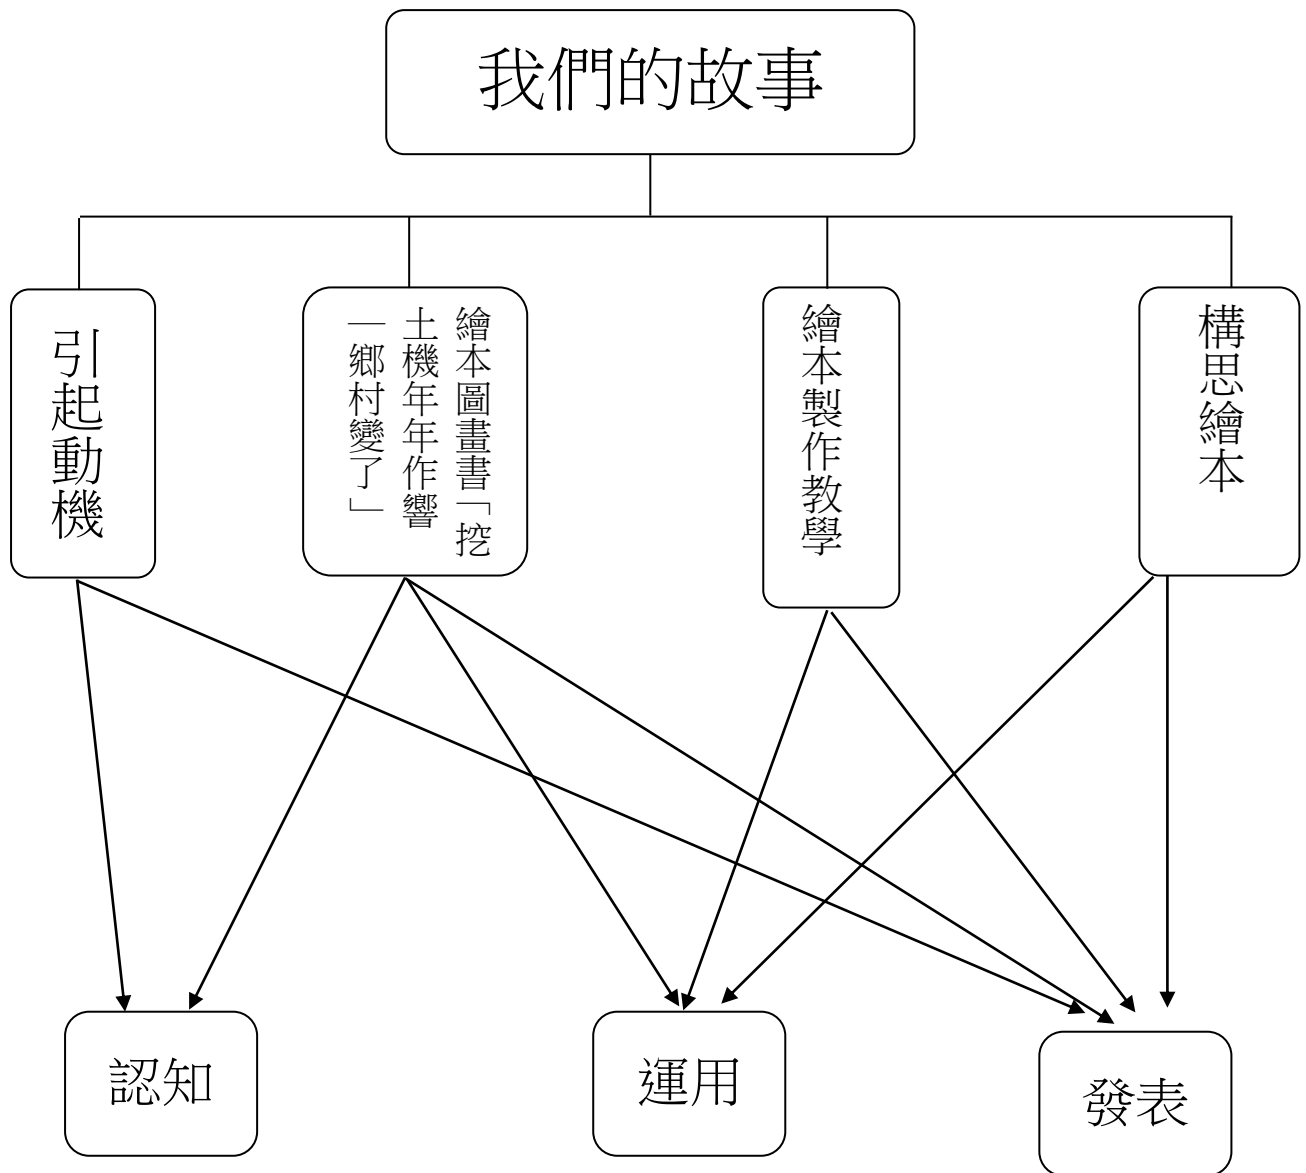 我們的故事
引起動機
繪本圖畫書「挖
土機年年作響
—鄉村變了」
繪本製作教學
構思繪本
認知
運用
發表